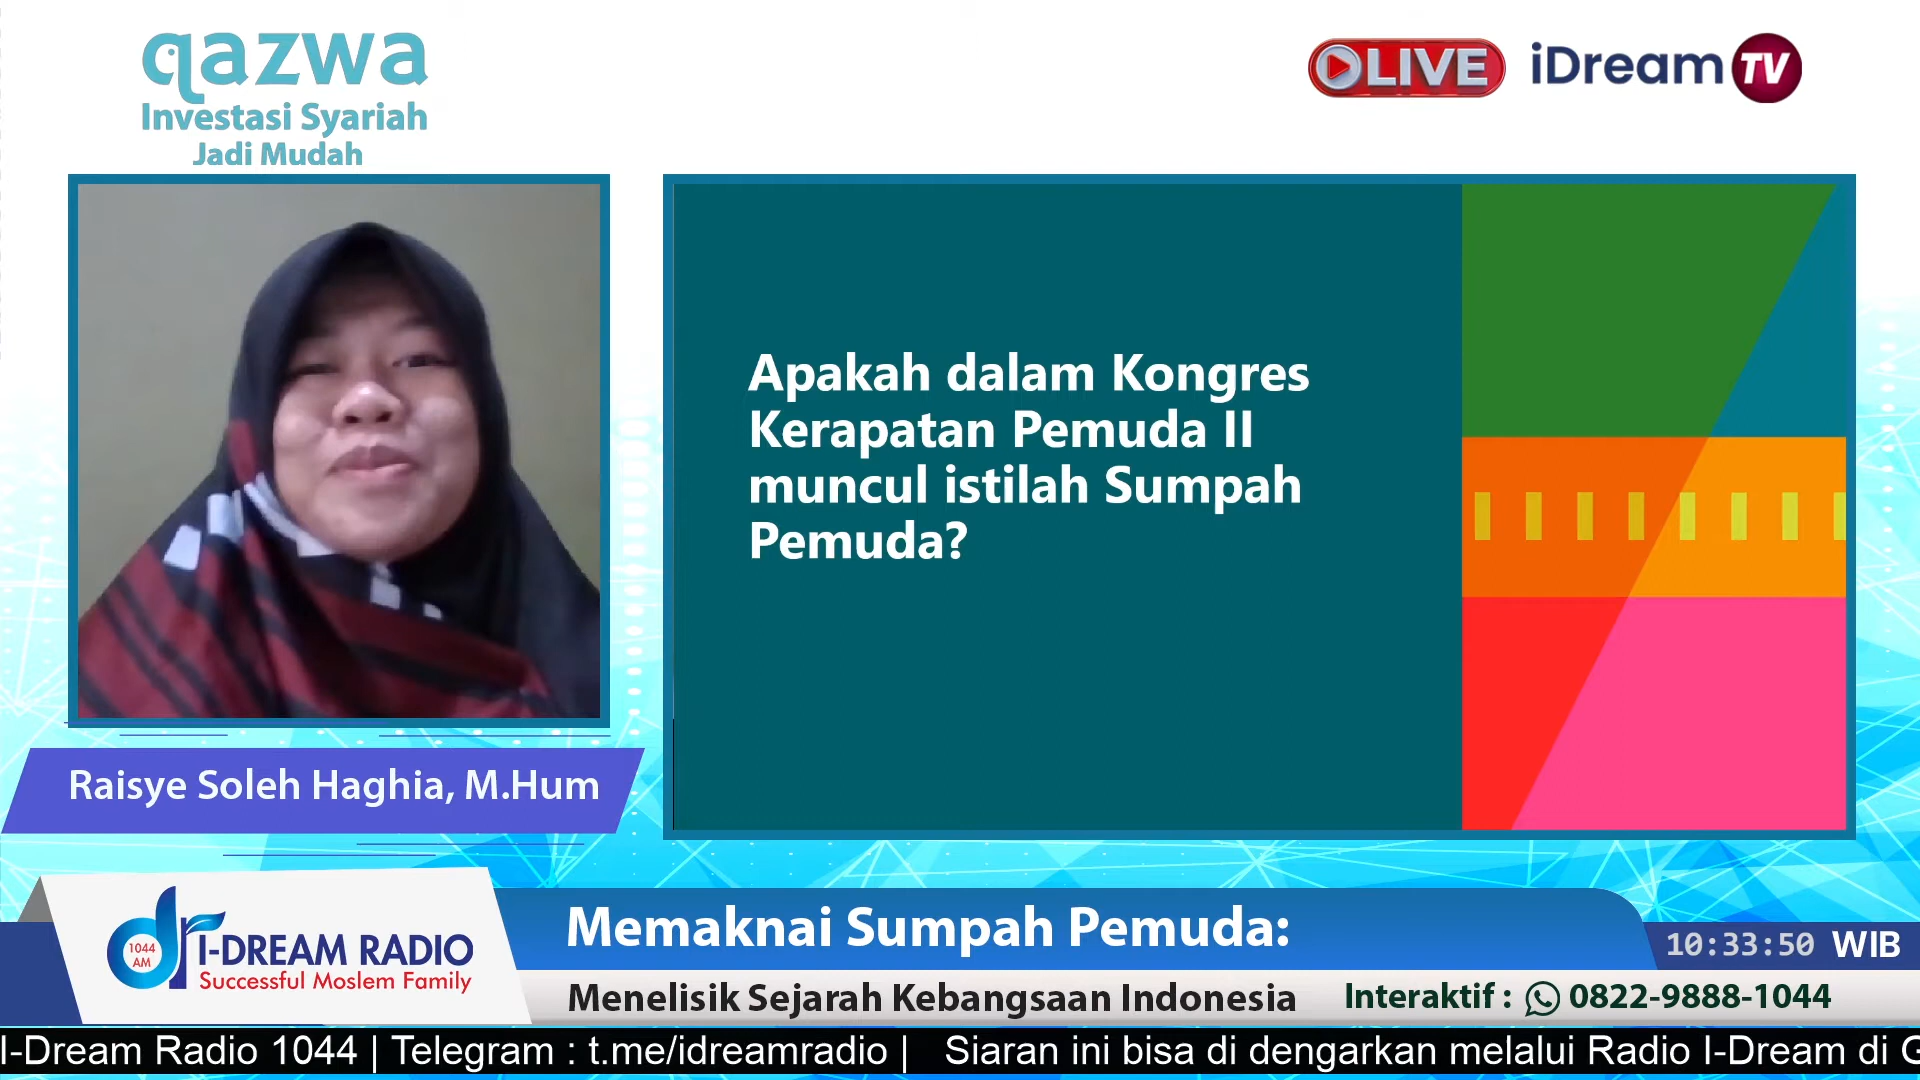 qazwa
Investasi Syariah
Jadi Mudah
LIVE
iDream TV
Apakah dalam Kongres
Kerapatan Pemuda II
muncul istilah Sumpah
Pemuda?
Raisye Soleh Haghia, M.Hum
1044
AM
I-DREAM RADIO
Successful Moslem Family
Memaknai Sumpah Pemuda:
10:33:50 WIB
Menelisik Sejarah Kebangsaan Indonesia
Interaktif : 0822-9888-1044
I-Dream Radio 1044 | Telegram : t.me/idreamradio | Siaran ini bisa di dengarkan melalui Radio I-Dream di